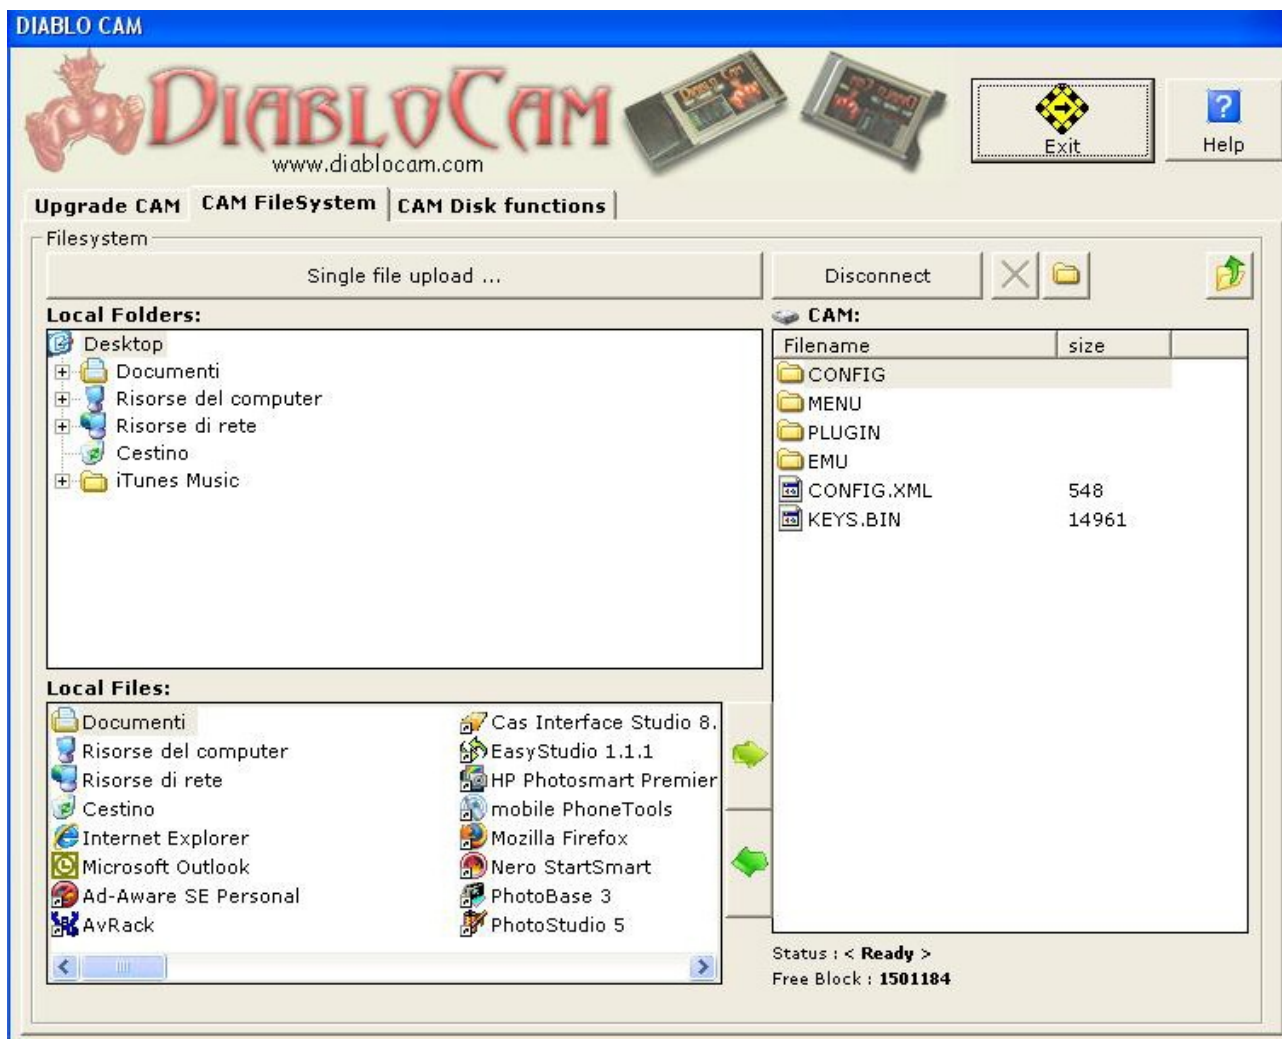 DIABLO CAM
DIABLOCAM
www.diablocam.com
Exit
Help
Upgrade CAM
CAM FileSystem
CAM Disk functions
Filesystem
Single file upload ...
Disconnect
Local Folders:
Desktop
Documenti
Risorse del computer
Risorse di rete
Cestino
iTunes Music
CAM:
Filename size
CONFIG
MENU
PLUGIN
EMU
CONFIG.XML 548
KEYS.BIN 14961
Local Files:
Documenti
Risorse del computer
Risorse di rete
Cestino
Internet Explorer
Microsoft Outlook
Ad-Aware SE Personal
AvRack
Cas Interface Studio 8.
EasyStudio 1.1.1
HP Photosmart Premier
mobile PhoneTools
Mozilla Firefox
Nero StartSmart
PhotoBase 3
PhotoStudio 5
Status : < Ready >
Free Block : 1501184